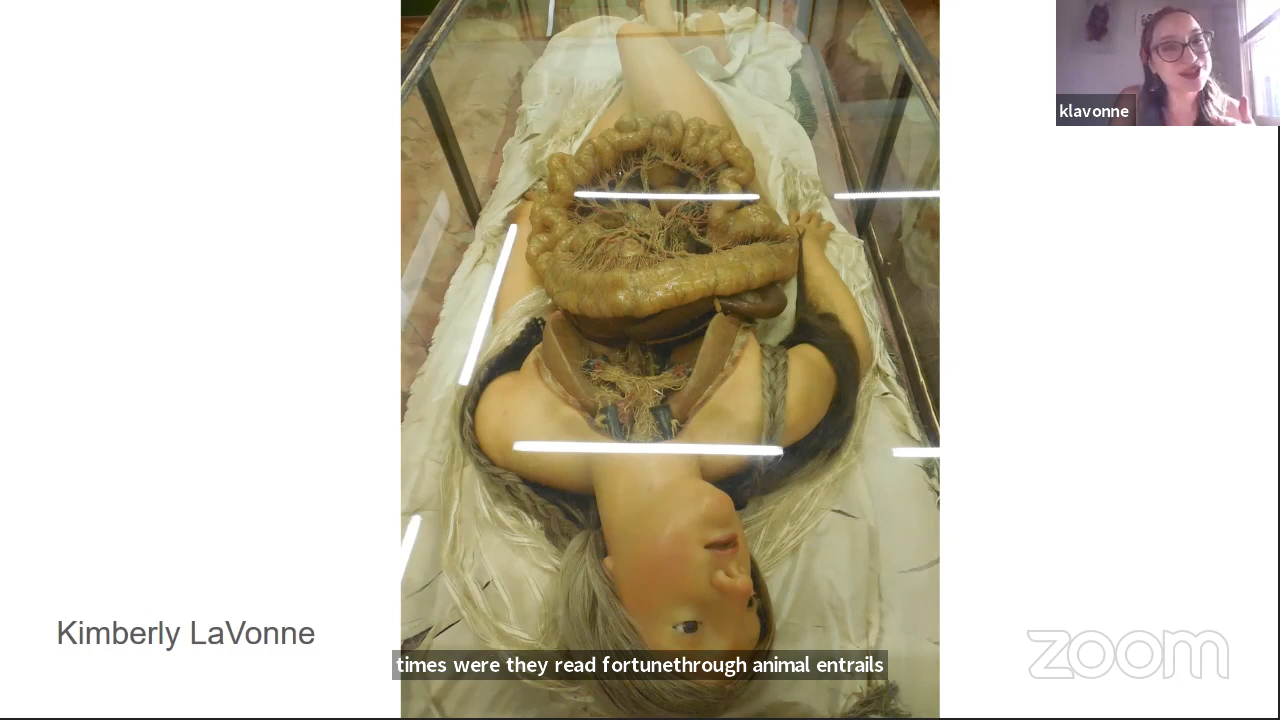 klavonne
Kimberly LaVonne
zoom
times were they read fortunethrough animal entrails